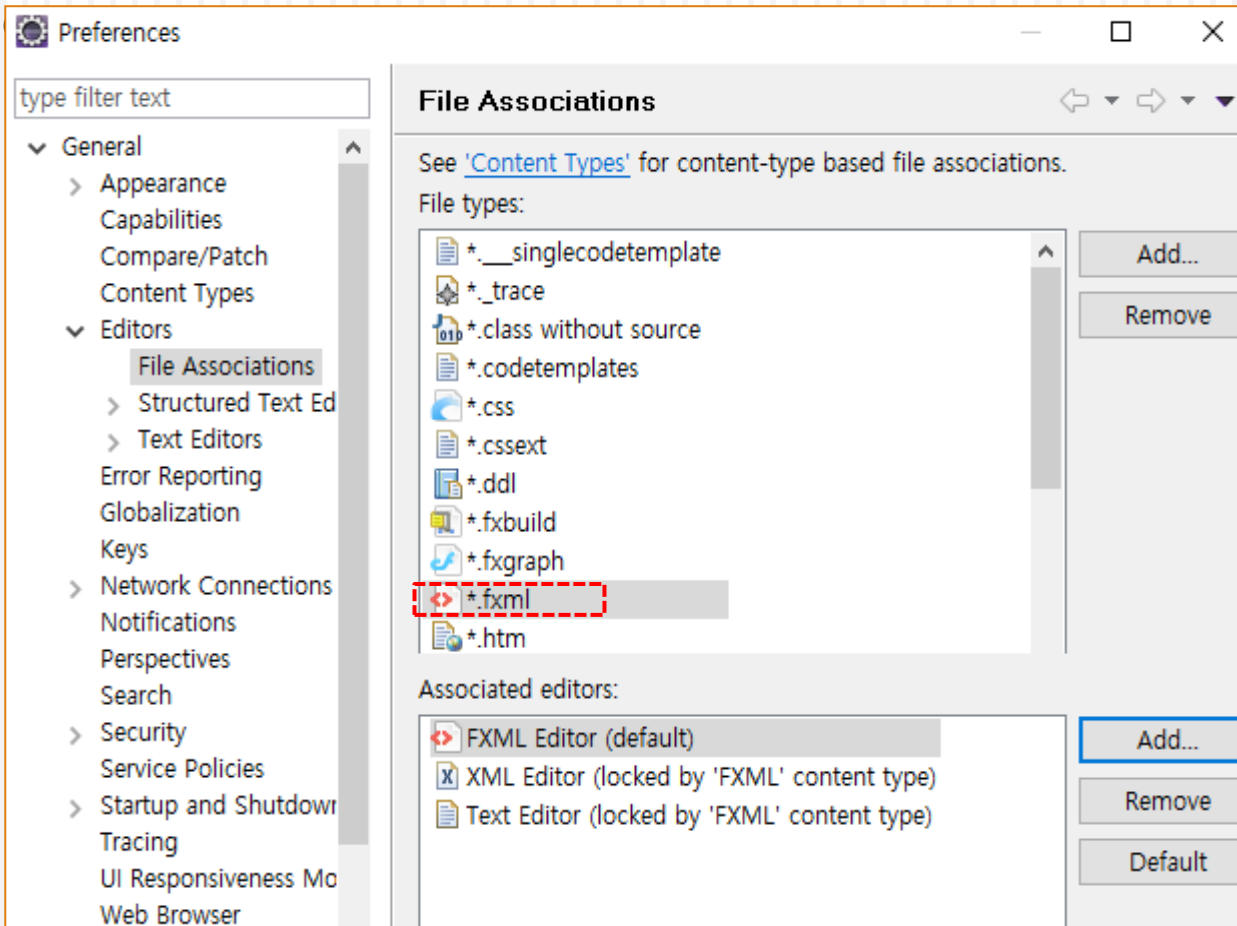 Preferences
type filter text
General
Appearance
Capabilities
Compare/Patch
Content Types
Editors
File Associations
Structured Text Ed
Text Editors
Error Reporting
Globalization
Keys
Network Connections
Notifications
Perspectives
Search
Security
Service Policies
Startup and Shutdowr
Tracing
UI Responsiveness Mo
Web Browser
File Associations
See 'Content Types' for content-type based file associations.
File types:
*.___singlecodetemplate
*._trace
*.class without source
*.codetemplates
*.css
*.cssext
*.ddl
*.fxbuild
*.fxgraph
*.fxml
*.htm
Add...
Remove
Associated editors:
FXML Editor (default)
XML Editor (locked by 'FXML' content type)
Text Editor (locked by 'FXML' content type)
Add...
Remove
Default